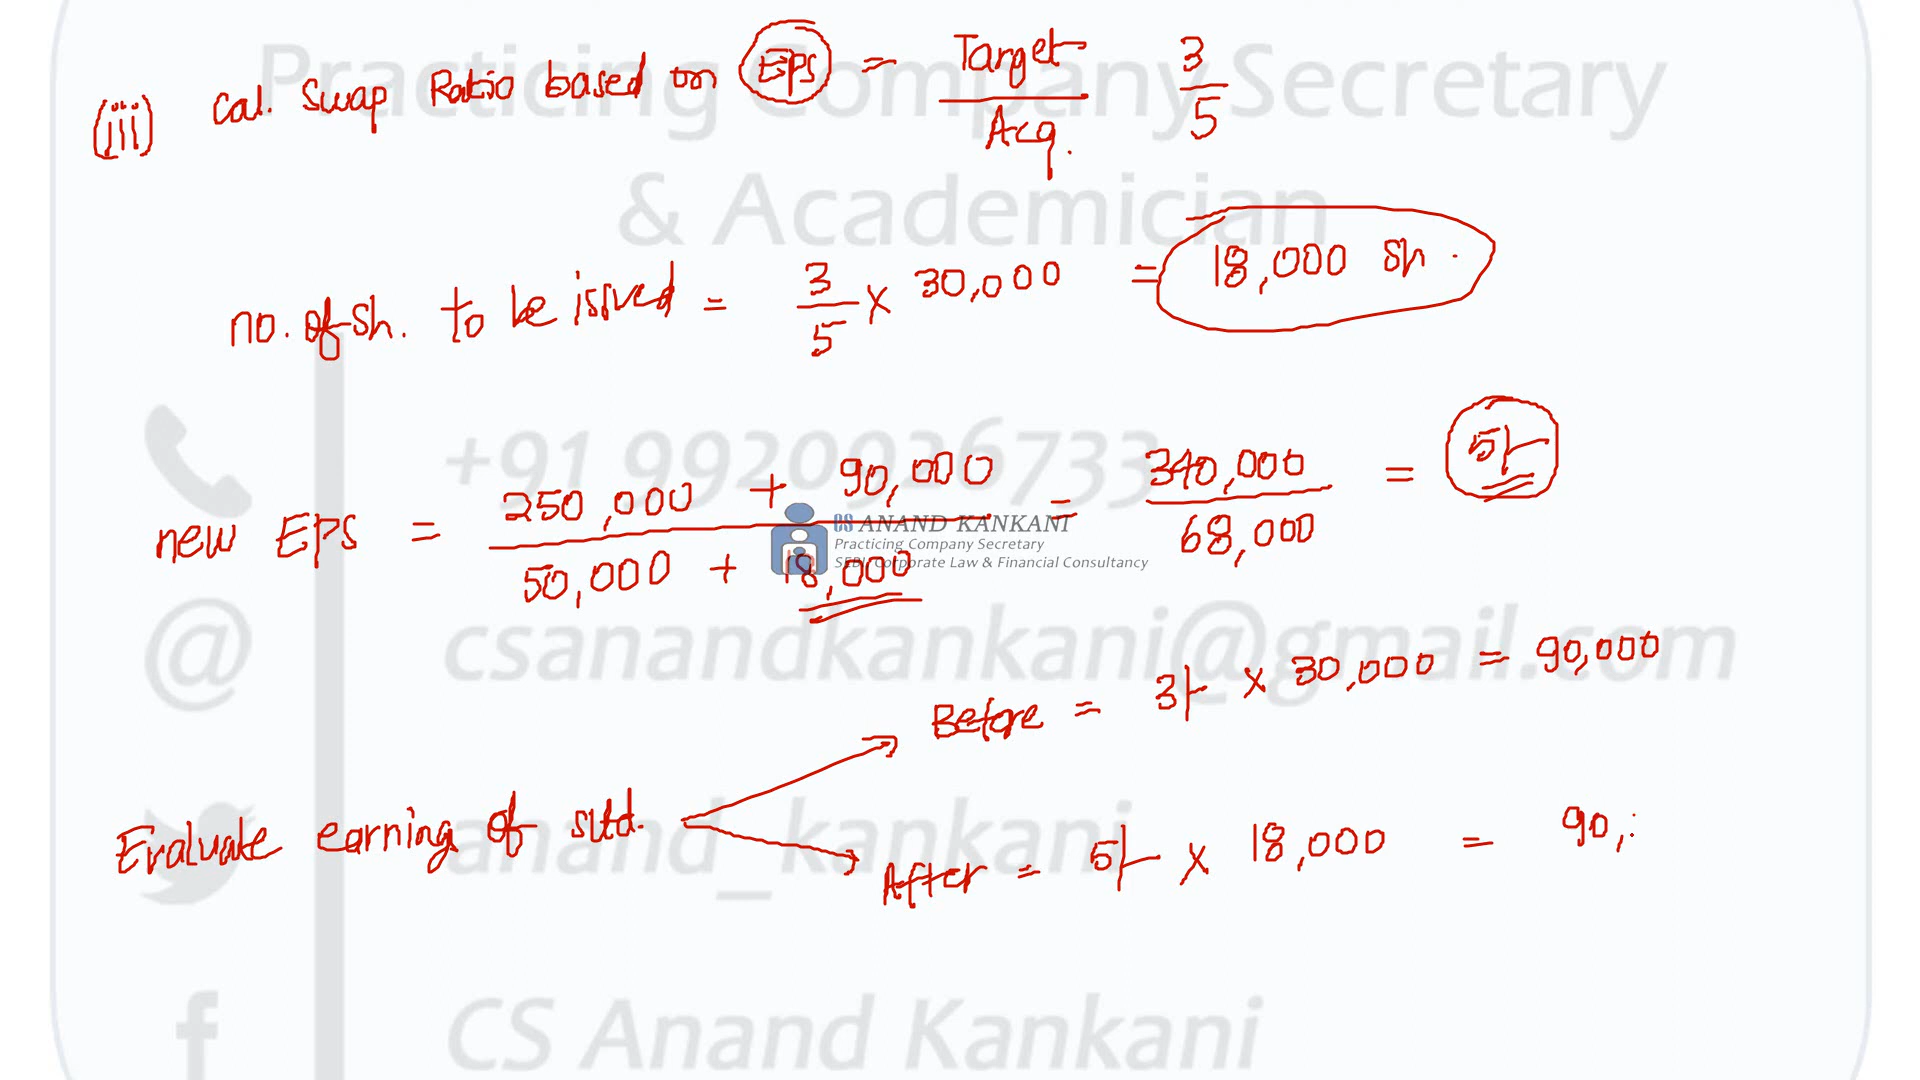 Practicing Company Secretary
& Academician
(iii) cal. Swap Ratio based on EPS = Target / Acq. 3/5
no. of sh. to be issued = 3/5 x 30,000 = 18,000 sh.
+91 9920926733
new EPS = 250,000 + 90,000 / 50,000 + 18,000 = 340,000 / 68,000 = 5/-
CS ANAND KANKANI
Practicing Company Secretary
SEBI, Corporate Law & Financial Consultancy
csanandkankani@gmail.com
Before = 3/- x 30,000 = 90,000
Evaluate earning of sltd.
After = 5/- x 18,000 = 90,
anand_kankani
CS Anand Kankani